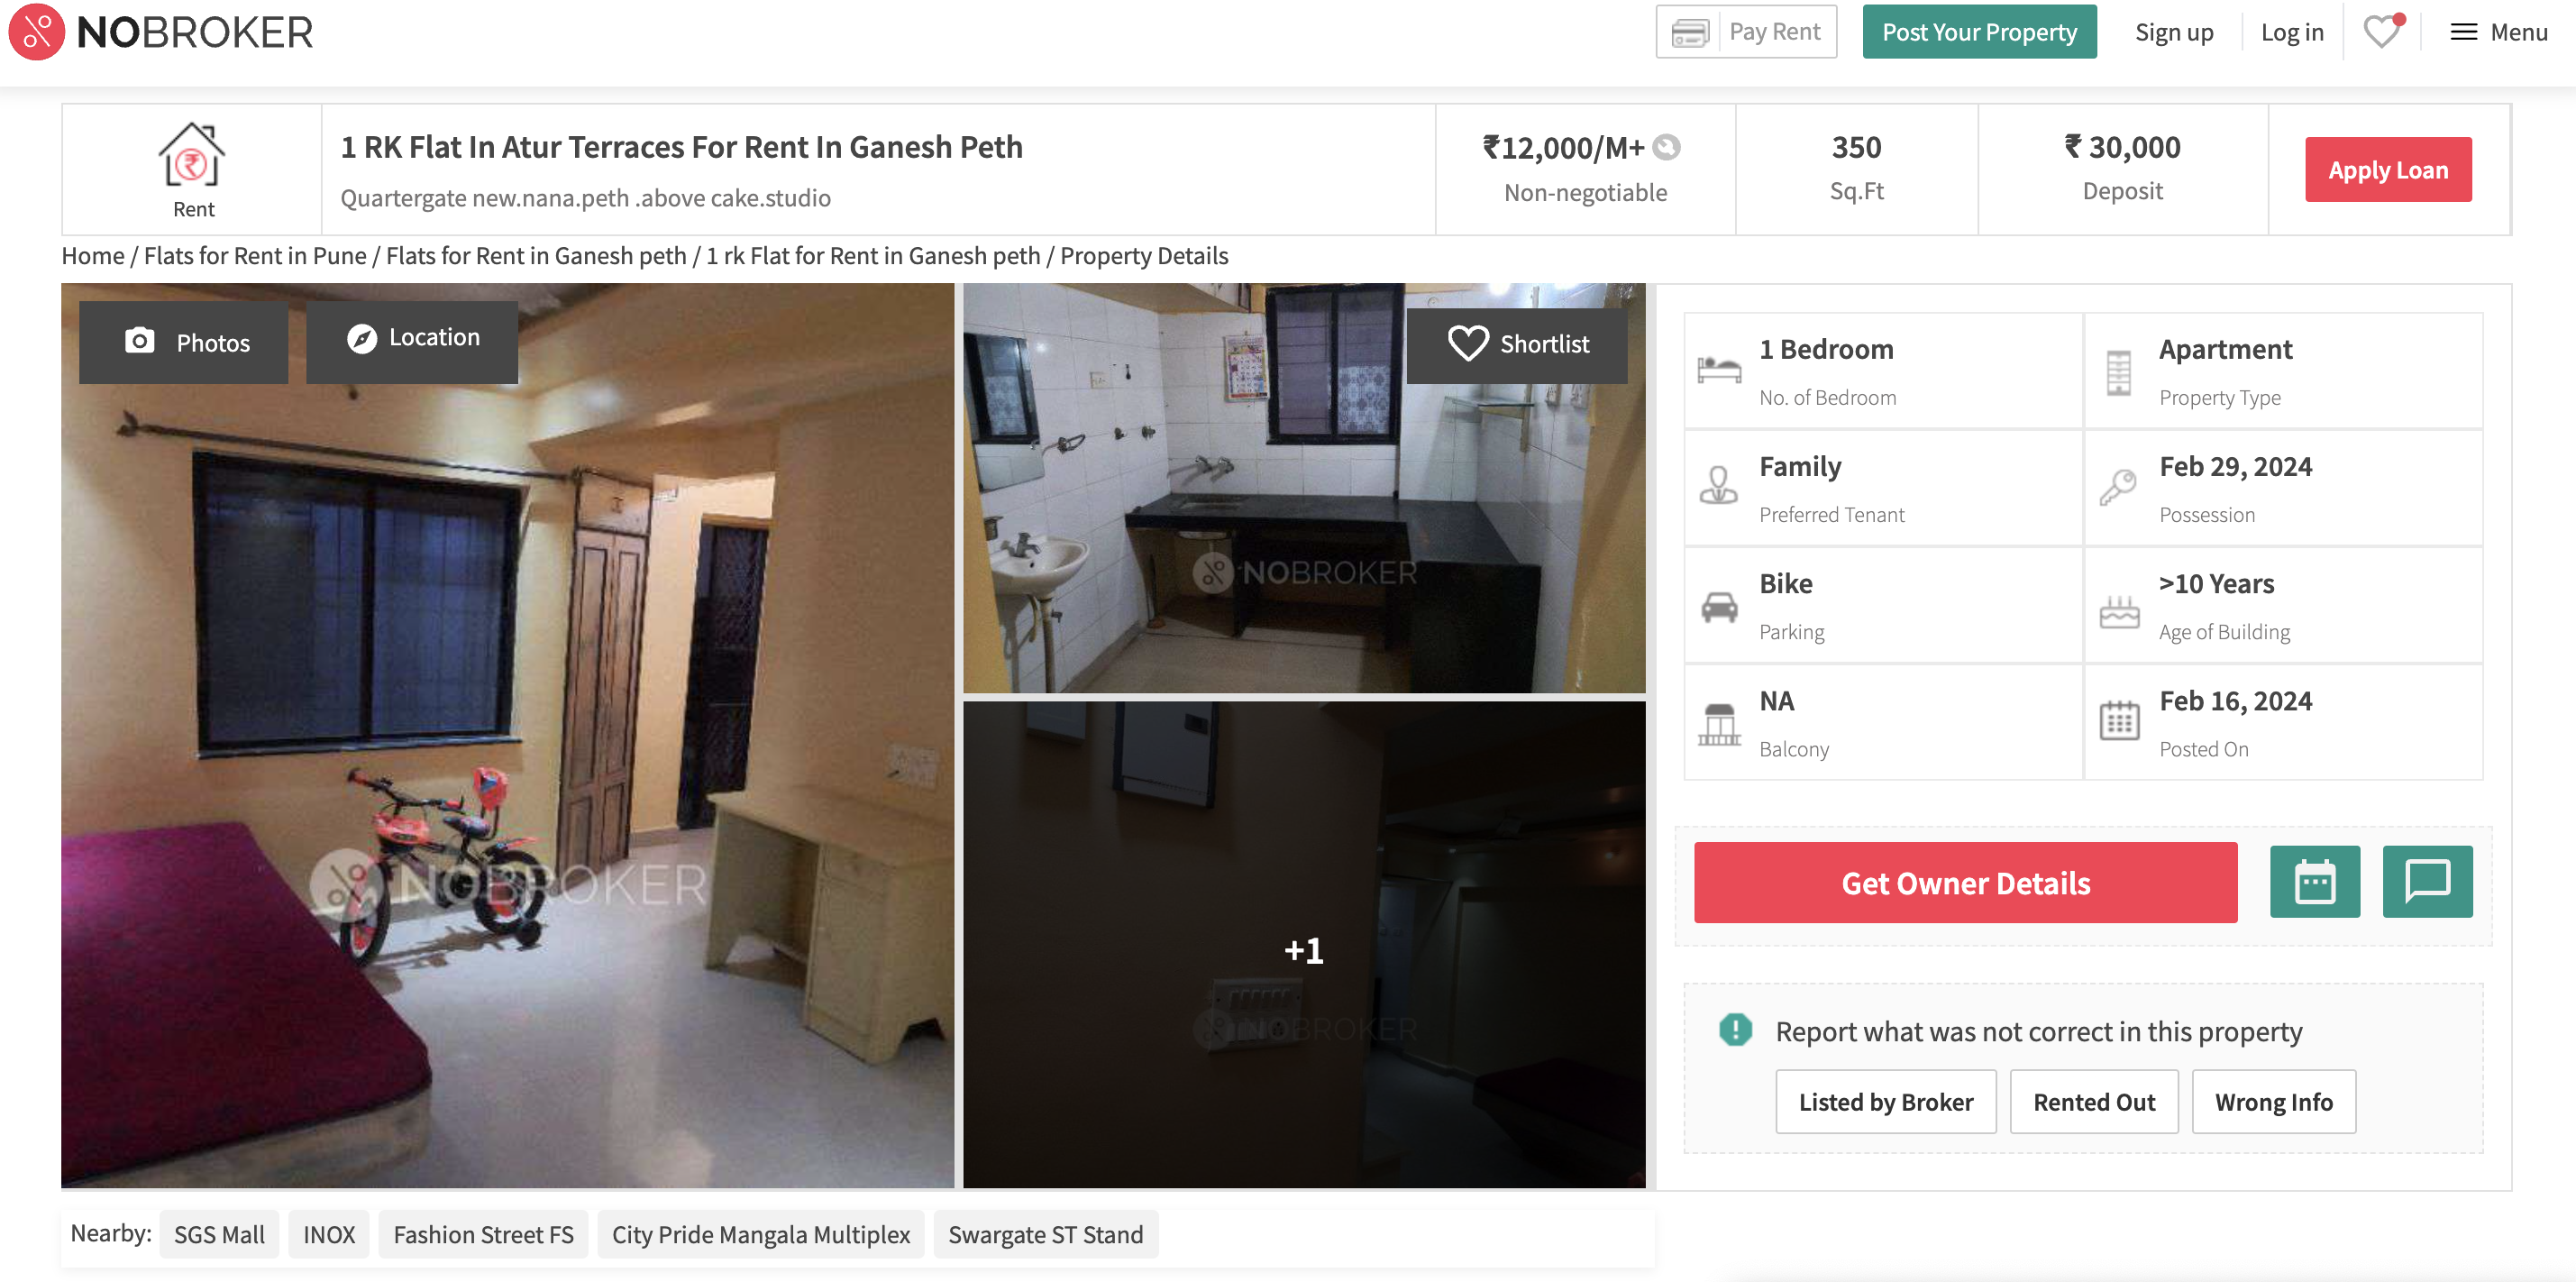 NOBROKER
Pay Rent
Post Your Property
Sign up
Log in
Menu
Rent
1 RK Flat In Atur Terraces For Rent In Ganesh Peth
Quartergate new.nana.peth .above cake.studio
₹12,000/M+
Non-negotiable
350
Sq.Ft
₹ 30,000
Deposit
Apply Loan
Home / Flats for Rent in Pune / Flats for Rent in Ganesh peth / 1 rk Flat for Rent in Ganesh peth / Property Details
Photos
Location
Shortlist
NOBROKER
NOBROKER
+1
NOBROKER
1 Bedroom
No. of Bedroom
Apartment
Property Type
Family
Preferred Tenant
Feb 29, 2024
Possession
Bike
Parking
>10 Years
Age of Building
NA
Balcony
Feb 16, 2024
Posted On
Get Owner Details
Report what was not correct in this property
Listed by Broker
Rented Out
Wrong Info
Nearby:
SGS Mall
INOX
Fashion Street FS
City Pride Mangala Multiplex
Swargate ST Stand